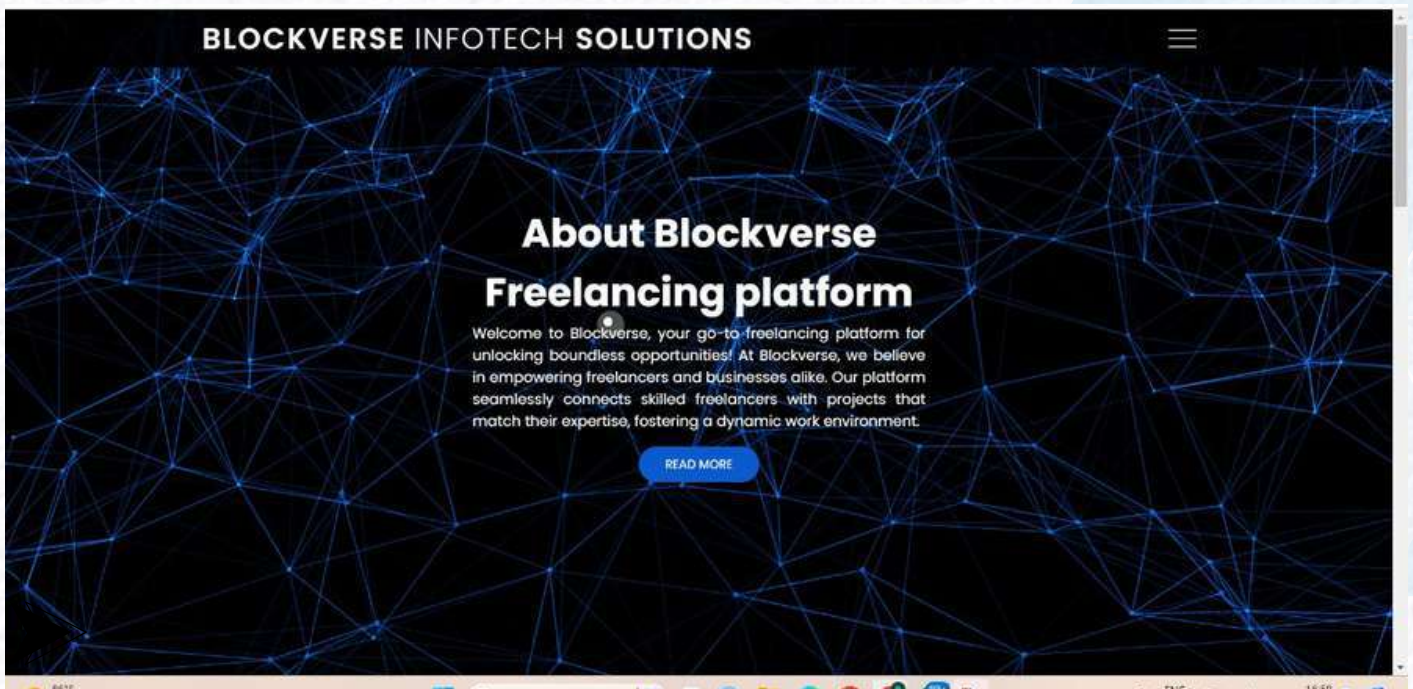 BLOCKVERSE INFOTECH SOLUTIONS
About Blockverse
Freelancing platform
Welcome to Blockverse, your go-to freelancing platform for
unlocking boundless opportunities! At Blockverse, we believe
in empowering freelancers and businesses alike. Our platform
seamlessly connects skilled freelancers with projects that
match their expertise, fostering a dynamic work environment.
READ MORE